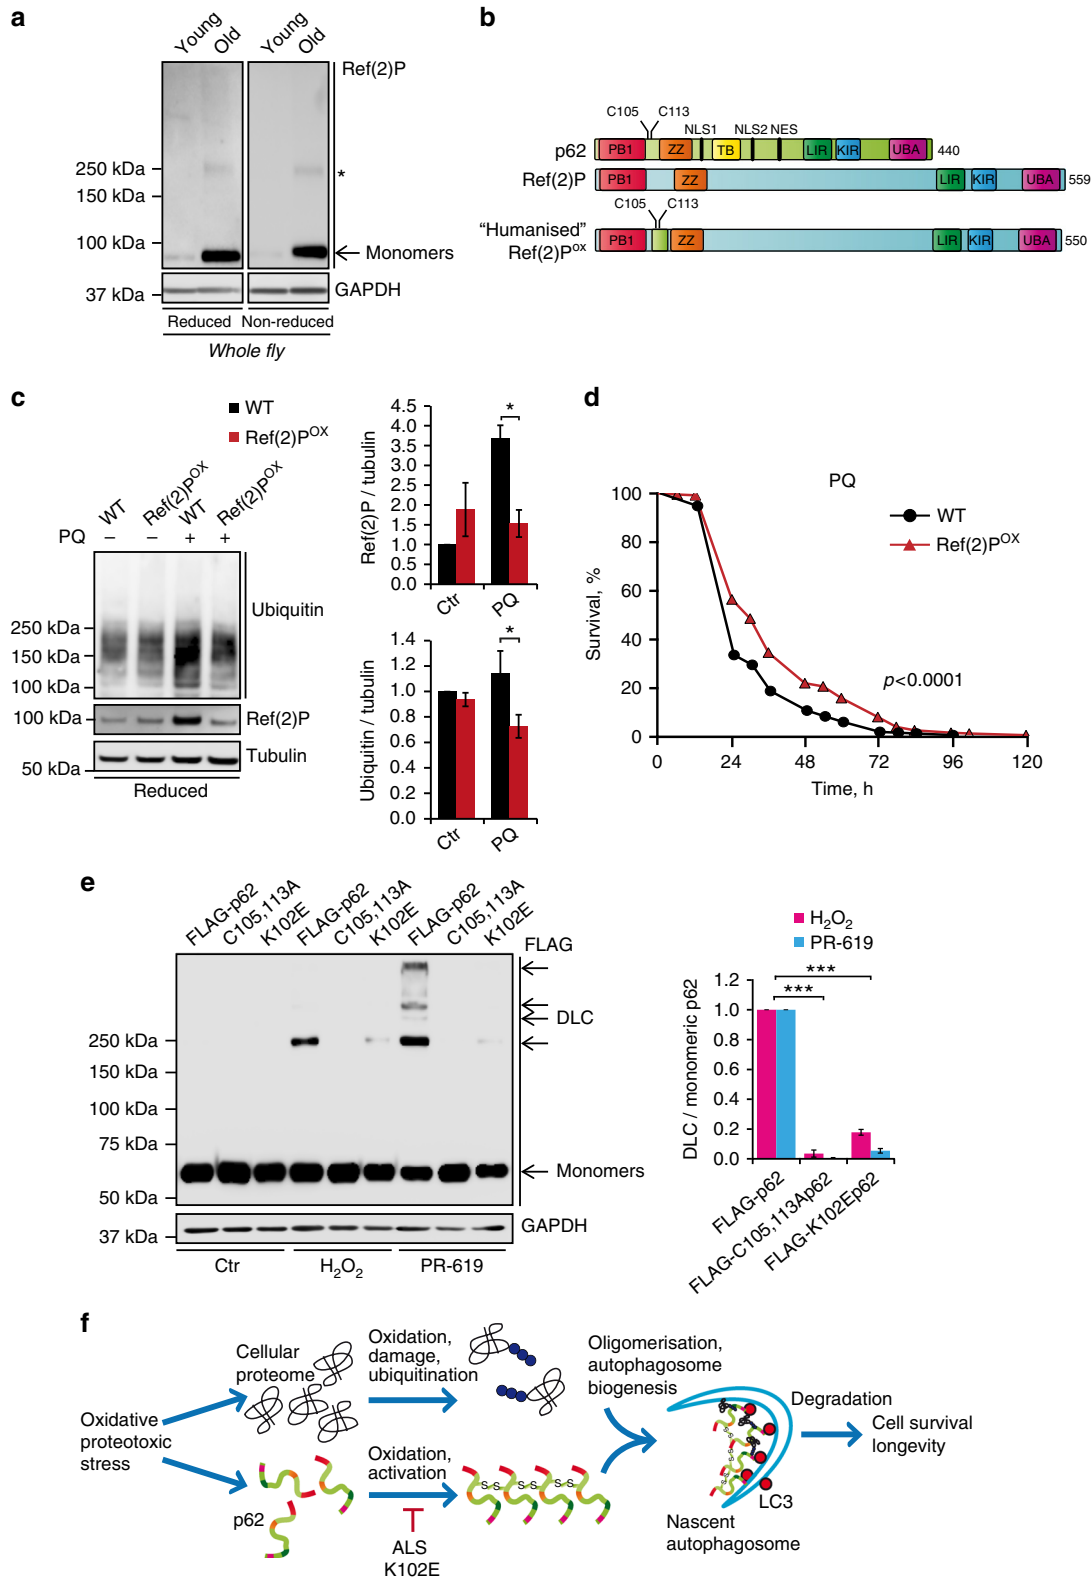 a
Young Old Young Old
Ref(2)P
250 kDa
*
150 kDa
100 kDa
Monomers
37 kDa
GAPDH
Reduced Non-reduced
Whole fly
b
C105 C113
NLS1 NLS2 NES
p62 PB1 ZZ TB LIR KIR UBA 440
Ref(2)P PB1 ZZ LIR KIR UBA 559
C105 C113
"Humanised"
Ref(2)Pox PB1 ZZ LIR KIR UBA 550
c
WT
Ref(2)POX
WT Ref(2)POX WT Ref(2)POX
PQ – – + +
Ubiquitin
250 kDa
150 kDa
100 kDa
100 kDa
Ref(2)P
Tubulin
50 kDa
Reduced
Ref(2)P / tubulin
4.5
4.0
3.5
3.0
2.5
2.0
1.5
1.0
0.5
0.0
*
Ctr PQ
Ubiquitin / tubulin
1.4
1.2
1.0
0.8
0.6
0.4
0.2
0.0
*
Ctr PQ
d
PQ
WT
Ref(2)POX
Survival, %
100
80
60
40
20
0
p<0.0001
0 24 48 72 96 120
Time, h
e
FLAG-p62 C105,113A K102E FLAG-p62 C105,113A K102E FLAG-p62 C105,113A K102E
FLAG
DLC
250 kDa
150 kDa
100 kDa
75 kDa
Monomers
50 kDa
GAPDH
37 kDa
Ctr H2O2 PR-619
H2O2
PR-619
DLC / monomeric p62
1.2
1.0
0.8
0.6
0.4
0.2
0.0
***
***
FLAG-p62
FLAG-C105,113Ap62
FLAG-K102Ep62
f
Oxidative
proteotoxic
stress
Cellular
proteome
Oxidation,
damage,
ubiquitination
p62
Oxidation,
activation
S-S S-S S-S
ALS
K102E
Oligomerisation,
autophagosome
biogenesis
LC3
Nascent
autophagosome
Degradation
Cell survival
longevity